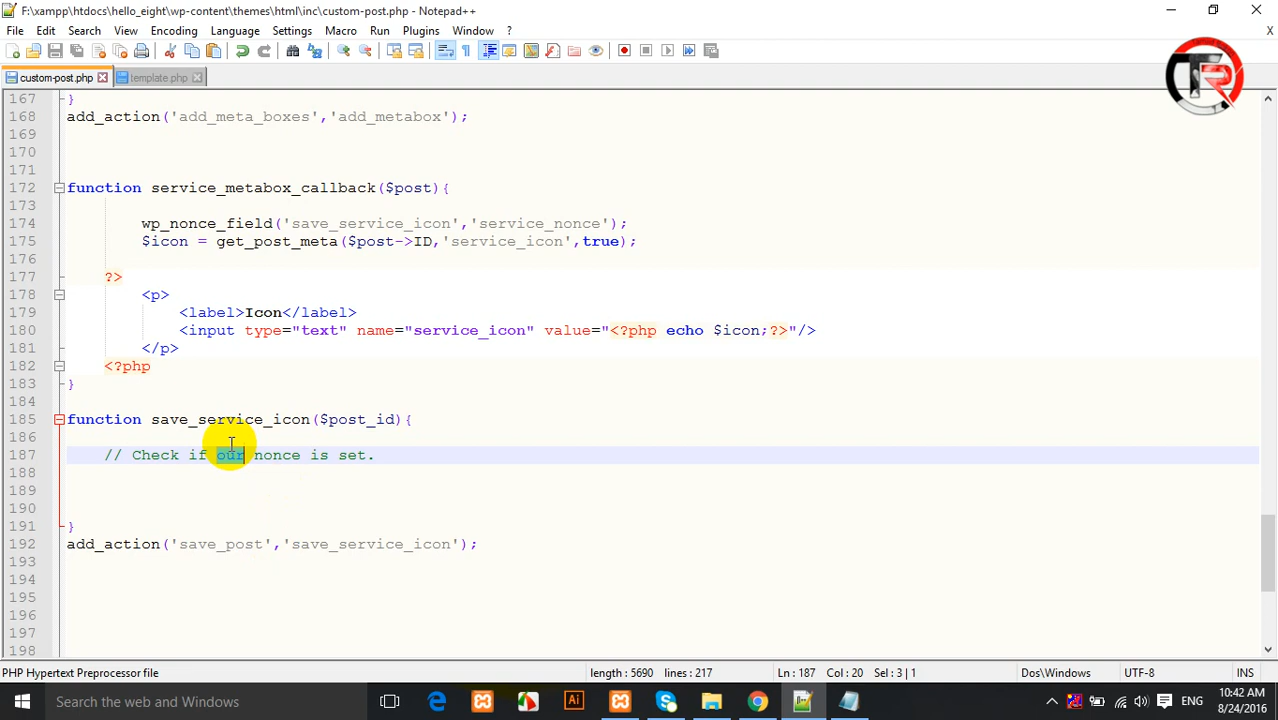 F:\xampp\htdocs\hello_eight\wp-content\themes\html\inc\custom-post.php - Notepad++
File Edit Search View Encoding Language Settings Macro Run Plugins Window ? X
custom-post.php template.php
TR
167 }
168 add_action('add_meta_boxes','add_metabox');
169
170
171
172 function service_metabox_callback($post){
173
174 wp_nonce_field('save_service_icon','service_nonce');
175 $icon = get_post_meta($post->ID,'service_icon',true);
176
177 ?>
178 <p>
179 <label>Icon</label>
180 <input type="text" name="service_icon" value="<?php echo $icon;?>"/>
181 </p>
182 <?php
183 }
184
185 function save_service_icon($post_id){
186
187 // Check if our nonce is set.
188
189
190
191 }
192 add_action('save_post','save_service_icon');
193
194
195
196
197
198
PHP Hypertext Preprocessor file length : 5690 lines : 217 Ln : 187 Col : 20 Sel : 3 | 1 Dos\Windows UTF-8 INS
Search the web and Windows ENG 10:42 AM
8/24/2016